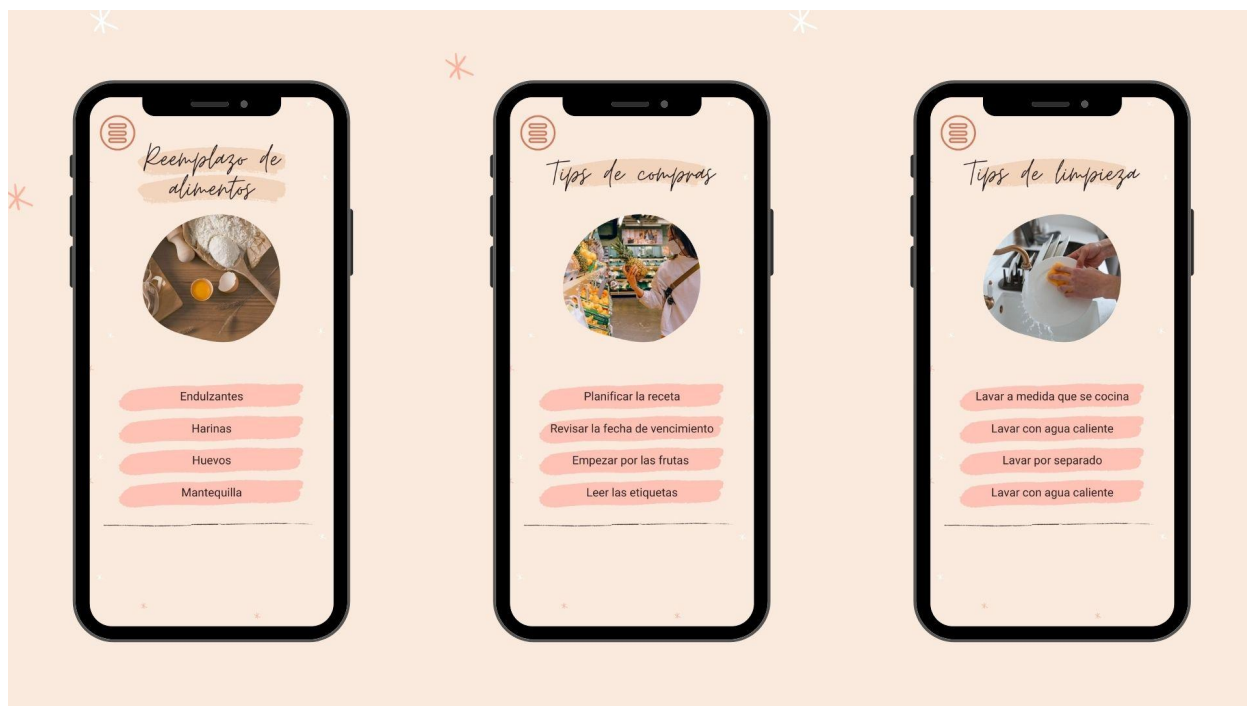 Reemplazo de
alimentos
Endulzantes
Harinas
Huevos
Mantequilla
Tips de compras
Planificar la receta
Revisar la fecha de vencimiento
Empezar por las frutas
Leer las etiquetas
Tips de limpieza
Lavar a medida que se cocina
Lavar con agua caliente
Lavar por separado
Lavar con agua caliente